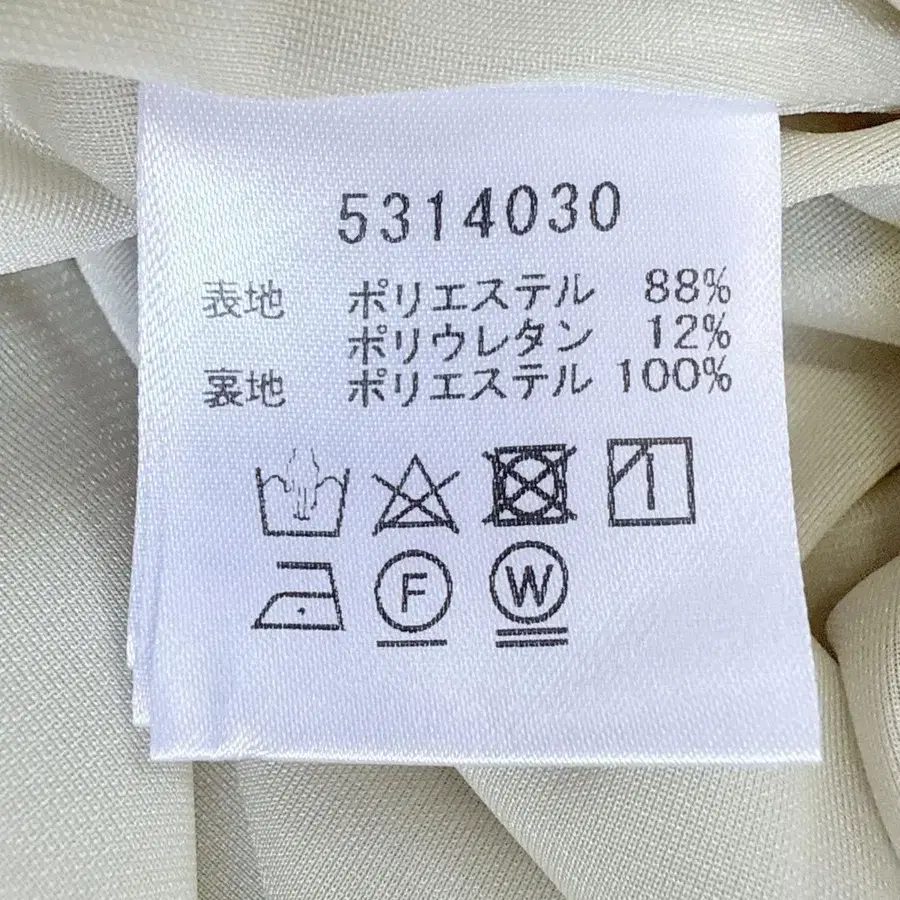 5314030
表地 ポリエステル 88%
ポリウレタン 12%
裏地 ポリエステル 100%
F W